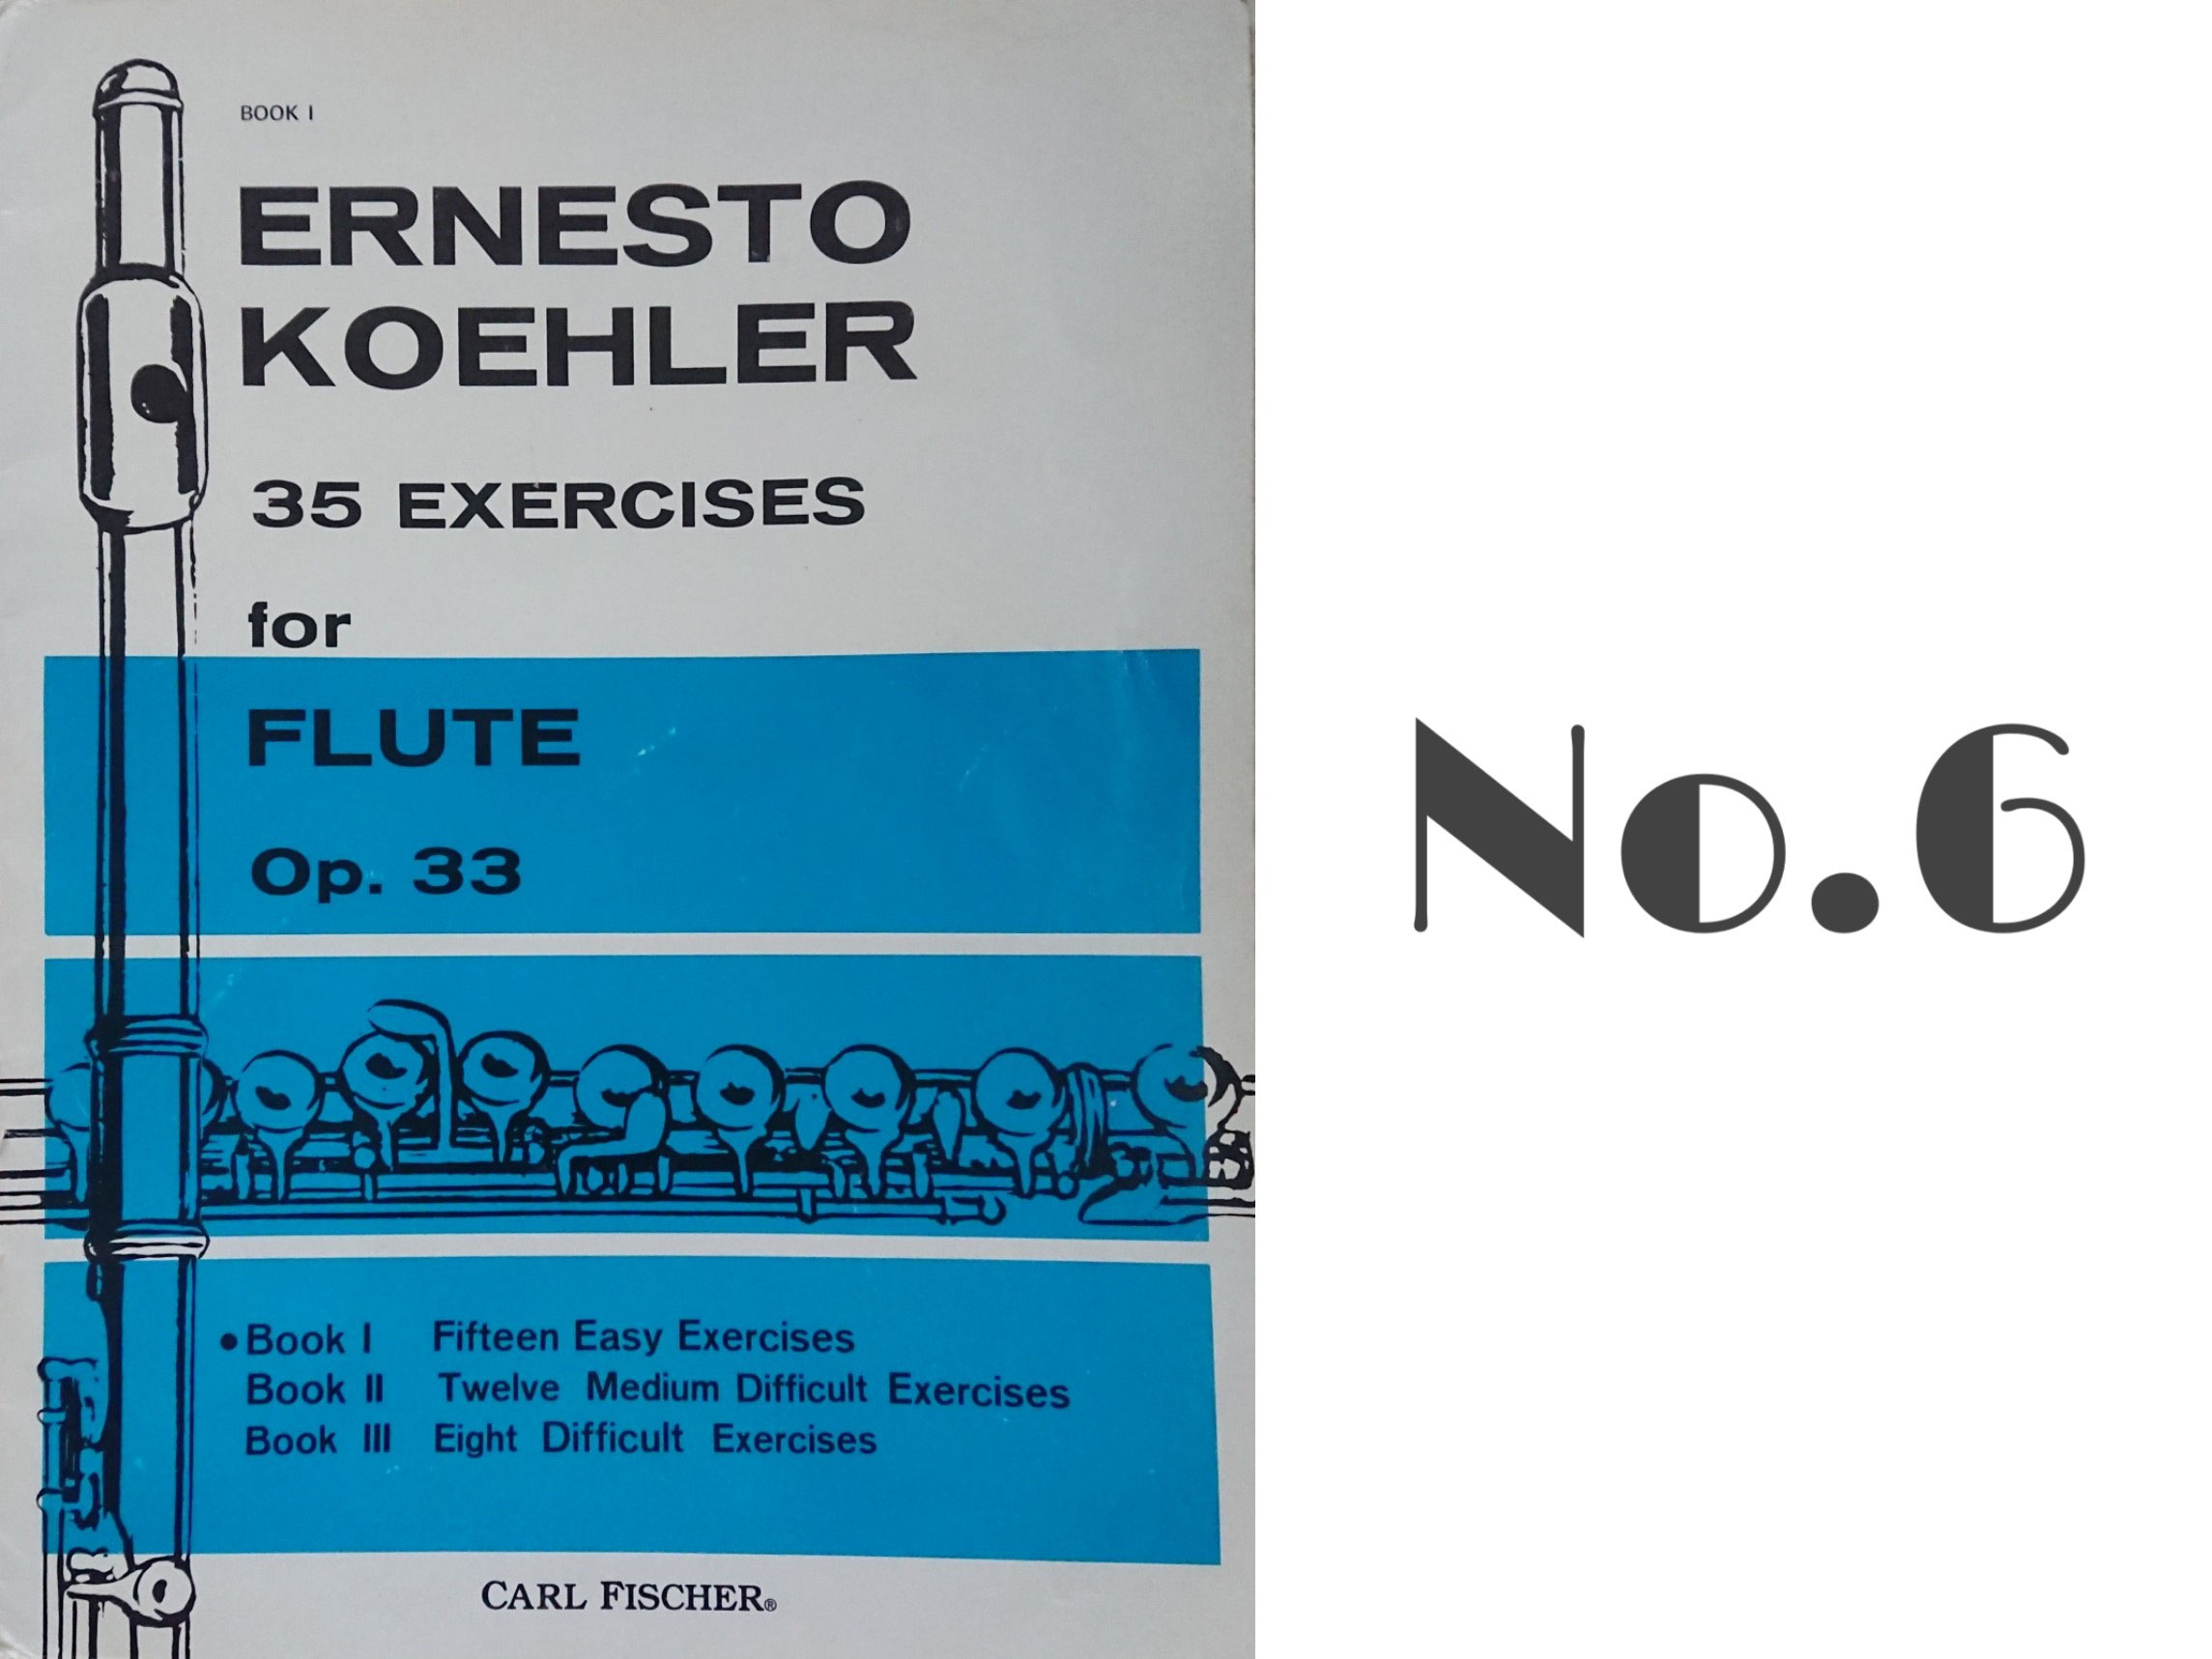 BOOK I
ERNESTO
KOEHLER
35 EXERCISES
for
FLUTE
Op. 33
• Book I Fifteen Easy Exercises
Book II Twelve Medium Difficult Exercises
Book III Eight Difficult Exercises
CARL FISCHER®
No.6